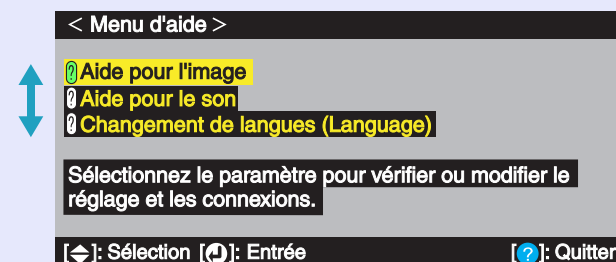 < Menu d'aide >
?Aide pour l'image
?Aide pour le son
?Changement de langues (Language)
Sélectionnez le paramètre pour vérifier ou modifier le
réglage et les connexions.
[◆]: Sélection [⏎]: Entrée [?]: Quitter